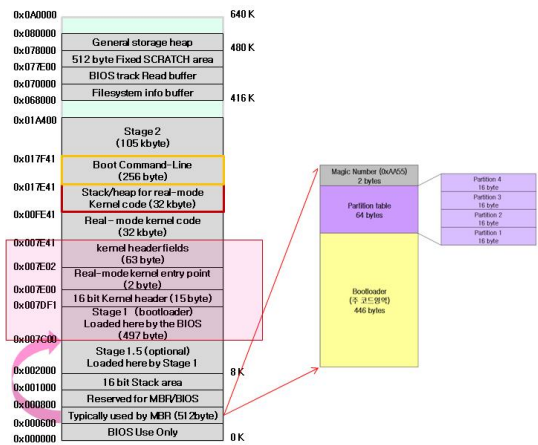 0x0A0000
640 K
0x080000
General storage heap
0x078000
480 K
512 byte Fixed SCRATCH area
0x077E00
BIOS track Read buffer
0x070000
Filesystem info buffer
0x068000
416 K
0x01A400
Stage 2
(105 kbyte)
0x017F41
Boot Command-Line
(256 byte)
0x017E41
Stack/heap for real-mode
Kernel code (32 kbyte)
0x00FE41
Real - mode kernel code
(32 kbyte)
0x007E41
kernel header fields
(63 byte)
0x007E02
Real-mode kernel entry point
(2 byte)
0x007E00
16 bit Kernel header (15 byte)
0x007DF1
Stage 1 (bootloader)
Loaded here by the BIOS
(497 byte)
0x007C00
Stage 1.5 (optional)
Loaded here by Stage 1
0x002000
8 K
16 bit Stack area
0x001000
Reserved for MBR/BIOS
0x000800
Typically used by MBR (512byte)
0x000600
BIOS Use Only
0x000000
0 K
Magic Number (0xAA55)
2 bytes
Partition table
64 bytes
Bootloader
(주 코드영역)
446 bytes
Partition 4
16 byte
Partition 3
16 byte
Partition 2
16 byte
Partition 1
16 byte